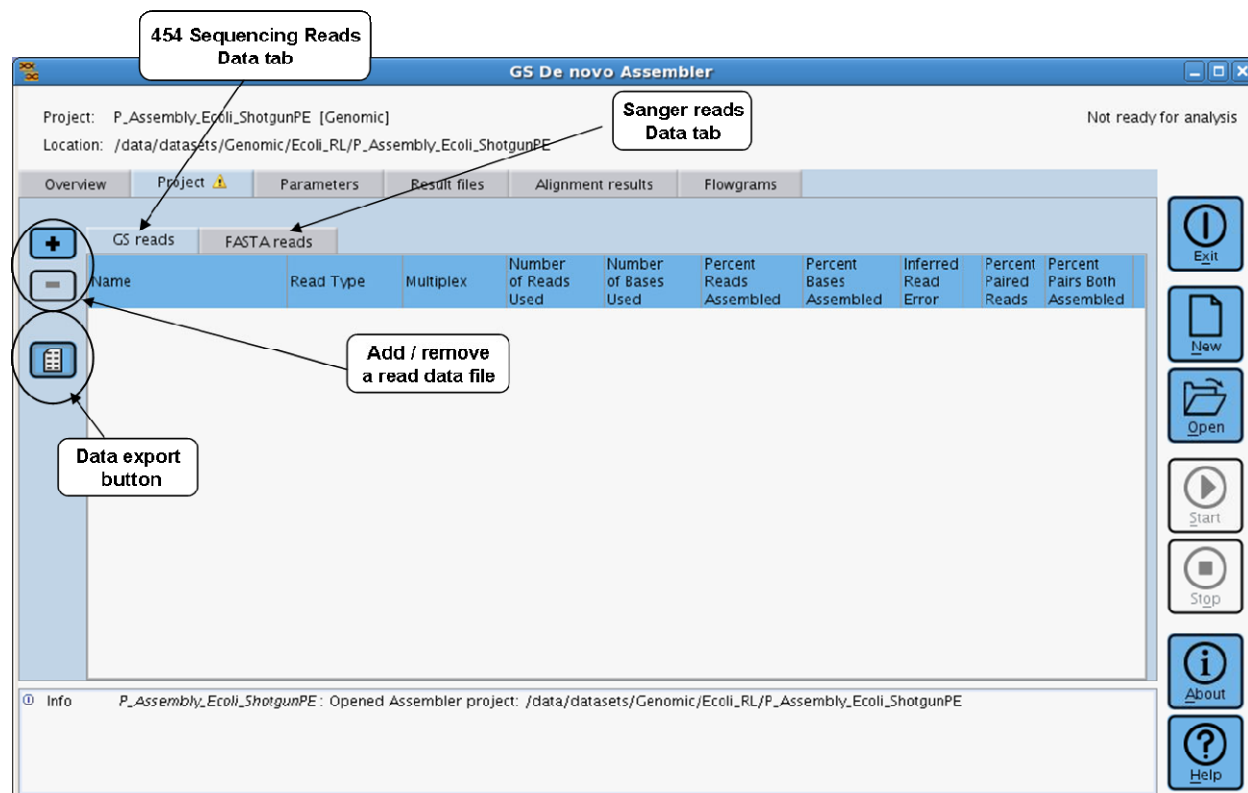 454 Sequencing Reads
Data tab
GS De novo Assembler
Sanger reads
Data tab
Project: P_Assembly_Ecoli_ShotgunPE [Genomic]
Not ready for analysis
Location: /data/datasets/Genomic/Ecoli_RL/P_Assembly_Ecoli_ShotgunPE
Overview Project Parameters Result files Alignment results Flowgrams
GS reads FASTA reads
Name
Read Type
Multiplex
Number
of Reads
Used
Number
of Bases
Used
Percent
Reads
Assembled
Percent
Bases
Assembled
Inferred
Read
Error
Percent
Paired
Reads
Percent
Pairs Both
Assembled
Add / remove
a read data file
Data export
button
Exit
New
Open
Start
Stop
About
Help
Info P_Assembly_Ecoli_ShotgunPE: Opened Assembler project: /data/datasets/Genomic/Ecoli_RL/P_Assembly_Ecoli_ShotgunPE